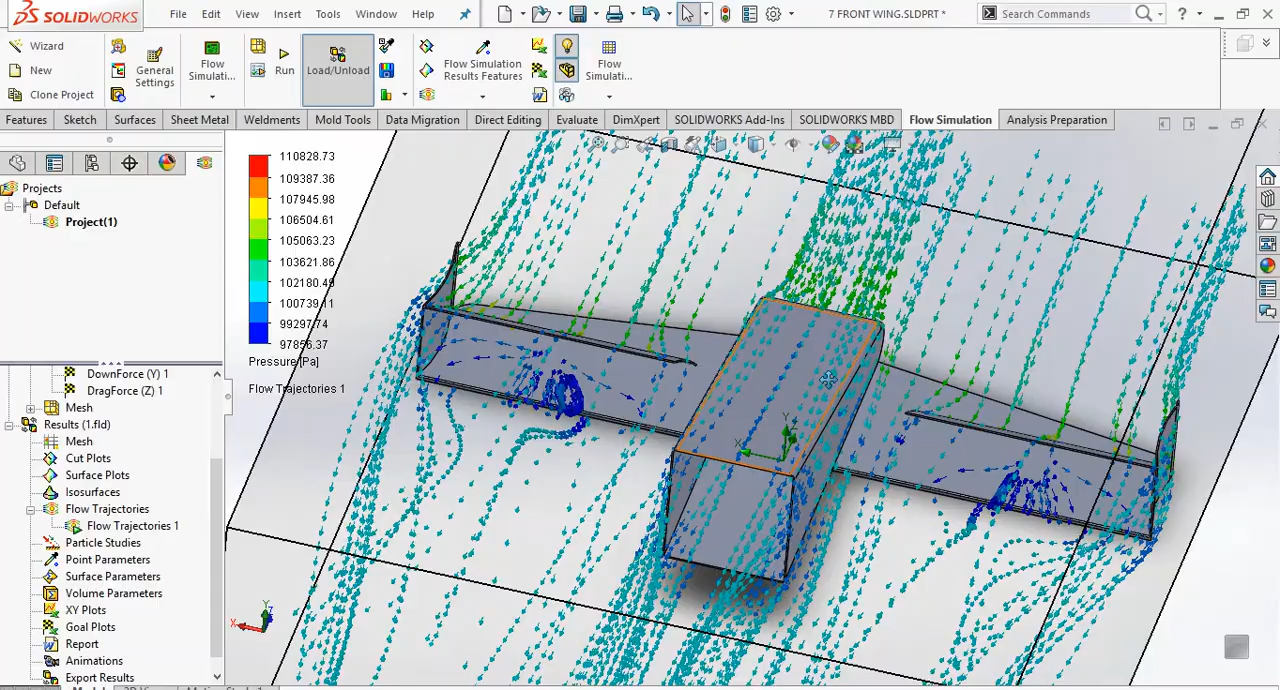 SOLIDWORKS File Edit View Insert Tools Window Help 7 FRONT WING.SLDPRT * Search Commands ?
Wizard
New
Clone Project
General Settings
Flow Simulati...
Run
Load/Unload
Flow Simulation Results Features
Flow Simulati...
Features Sketch Surfaces Sheet Metal Weldments Mold Tools Data Migration Direct Editing Evaluate DimXpert SOLIDWORKS Add-Ins SOLIDWORKS MBD Flow Simulation Analysis Preparation
Projects
Default
Project(1)
DownForce (Y) 1
DragForce (Z) 1
Mesh
Results (1.fld)
Mesh
Cut Plots
Surface Plots
Isosurfaces
Flow Trajectories
Flow Trajectories 1
Particle Studies
Point Parameters
Surface Parameters
Volume Parameters
XY Plots
Goal Plots
Report
Animations
Export Results
110828.73
109387.36
107945.98
106504.61
105063.23
103621.86
102180.49
100739.11
99297.74
97856.37
Pressure [Pa]
Flow Trajectories 1
Y
X
Z
Y
X
Z